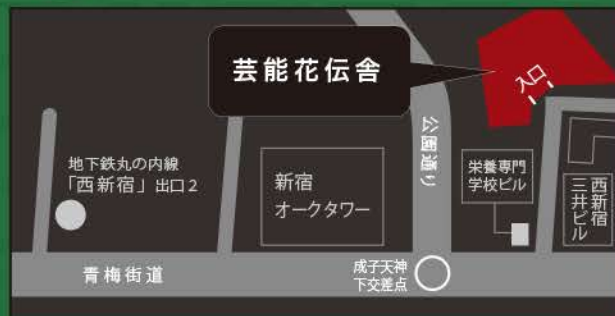 芸能花伝舎
入口
地下鉄丸の内線
「西新宿」出口2
新宿
オークタワー
公園通り
栄養専門
学校ビル
西新宿
三井ビル
青梅街道
成子天神
下交差点